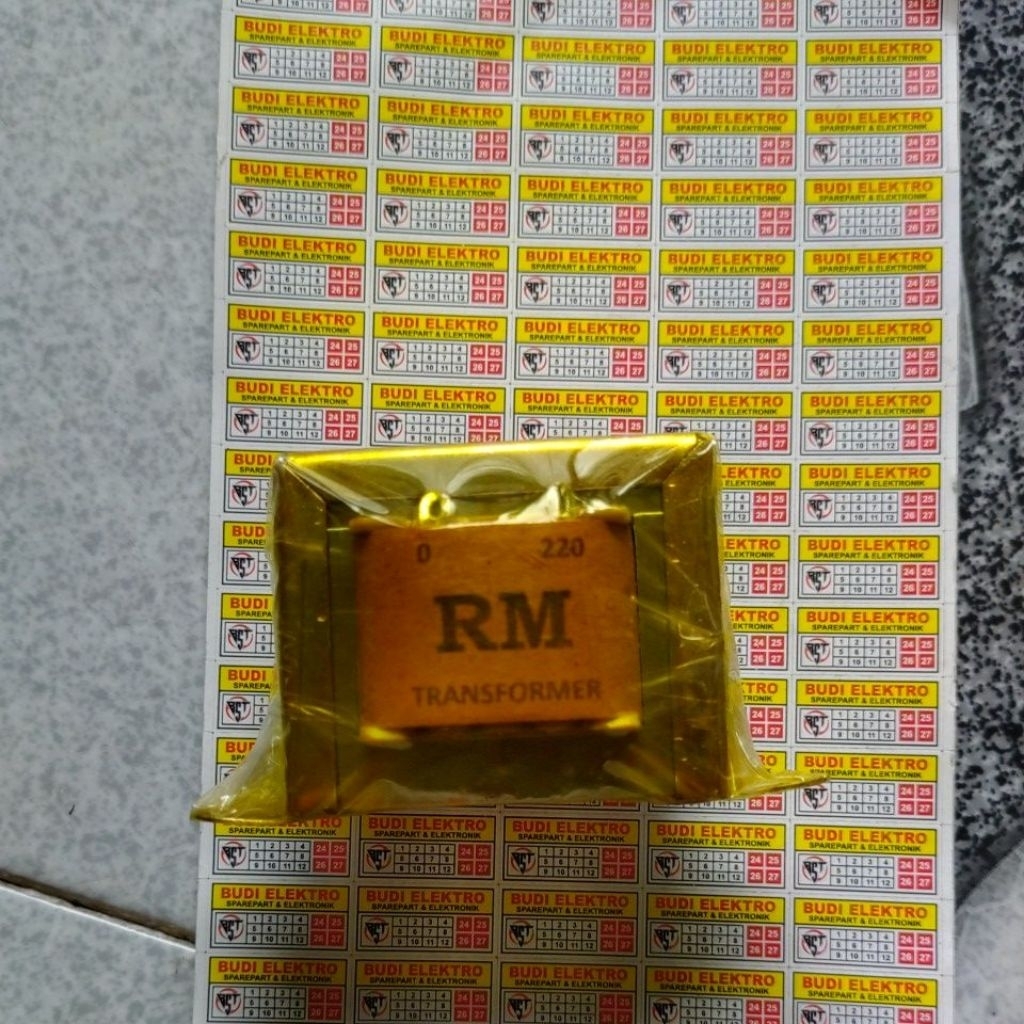 BUDI ELEKTRO
SPAREPART & ELEKTRONIK
1 2 3 4 24 25
5 6 7 8
9 10 11 12 26 27
0 220
RM
TRANSFORMER